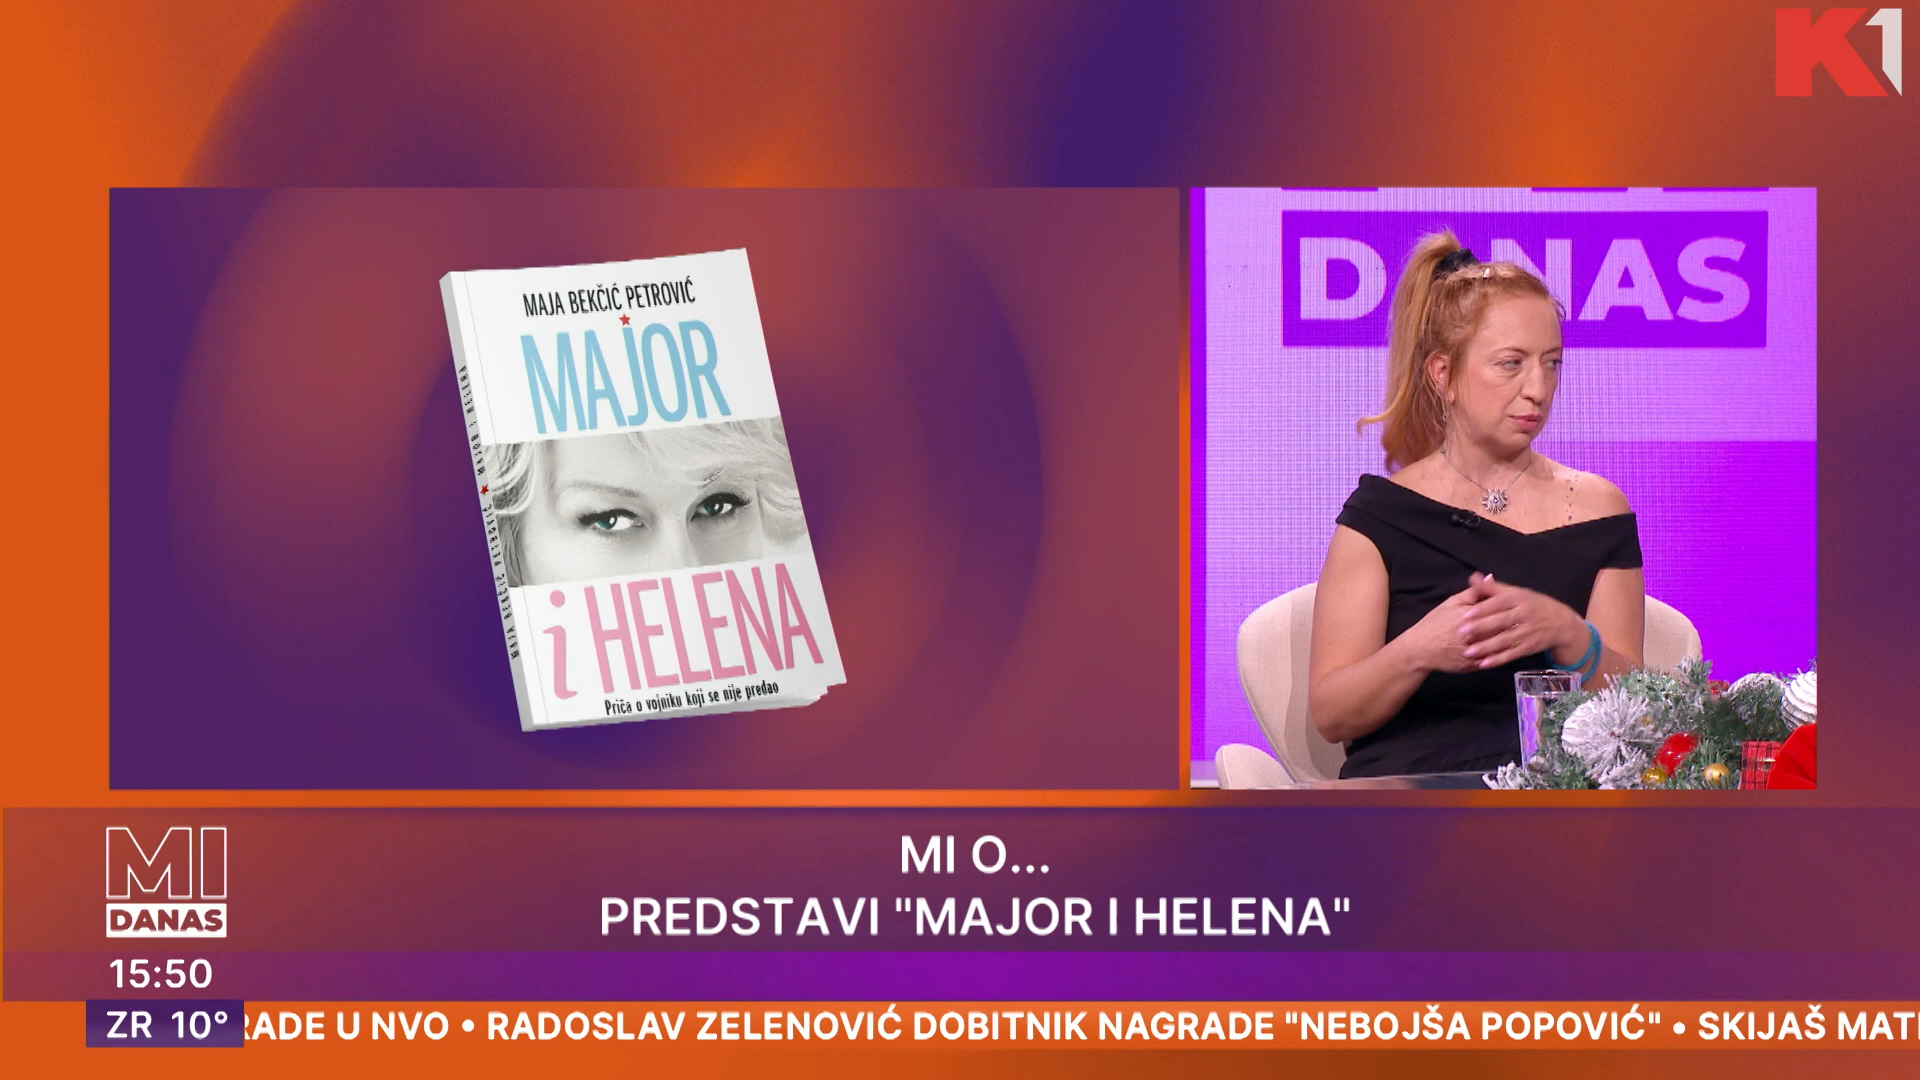 K1
DANAS
MAJA BEKČIĆ PETROVIĆ
MAJOR
i HELENA
Priča o vojniku koji se nije predao
MI O...
PREDSTAVI "MAJOR I HELENA"
MI
DANAS
15:50
ZR 10°
RADE U NVO • RADOSLAV ZELENOVIĆ DOBITNIK NAGRADE "NEBOJŠA POPOVIĆ" • SKIJAŠ MATI